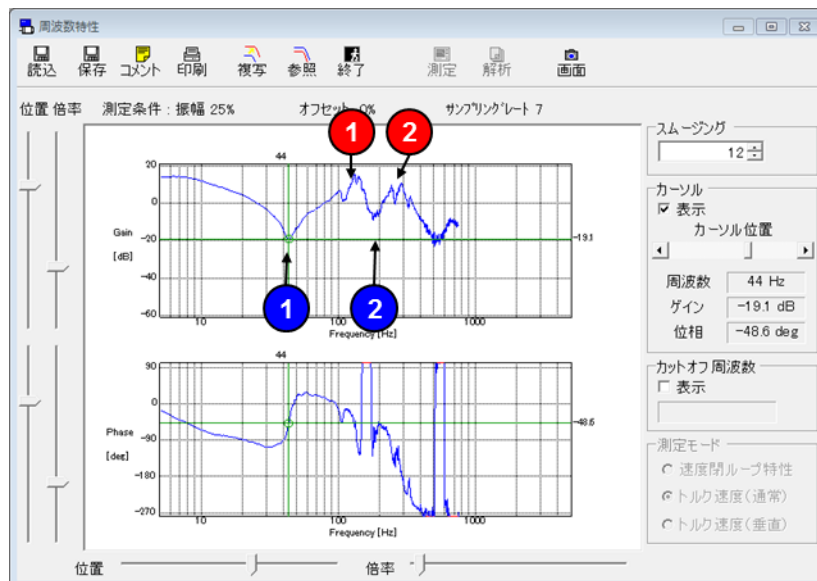 周波数特性
読込 保存 コメント 印刷 複写 参照 終了 測定 解析 画面
位置 倍率 測定条件 : 振幅 25% オフセット 0% サンプリングレート 7
1 2
44
20
0
Gain -20 -19.1
[dB]
-40
-60
10 100 1000
Frequency [Hz]
1 2
44
90
0
Phase -48.6
-90
[deg]
-180
-270
10 100 1000
Frequency [Hz]
位置 倍率
スムージング
12
カーソル
表示
カーソル位置
周波数 44 Hz
ゲイン -19.1 dB
位相 -48.6 deg
カットオフ周波数
表示
測定モード
速度閉ループ特性
トルク速度(通常)
トルク速度(垂直)